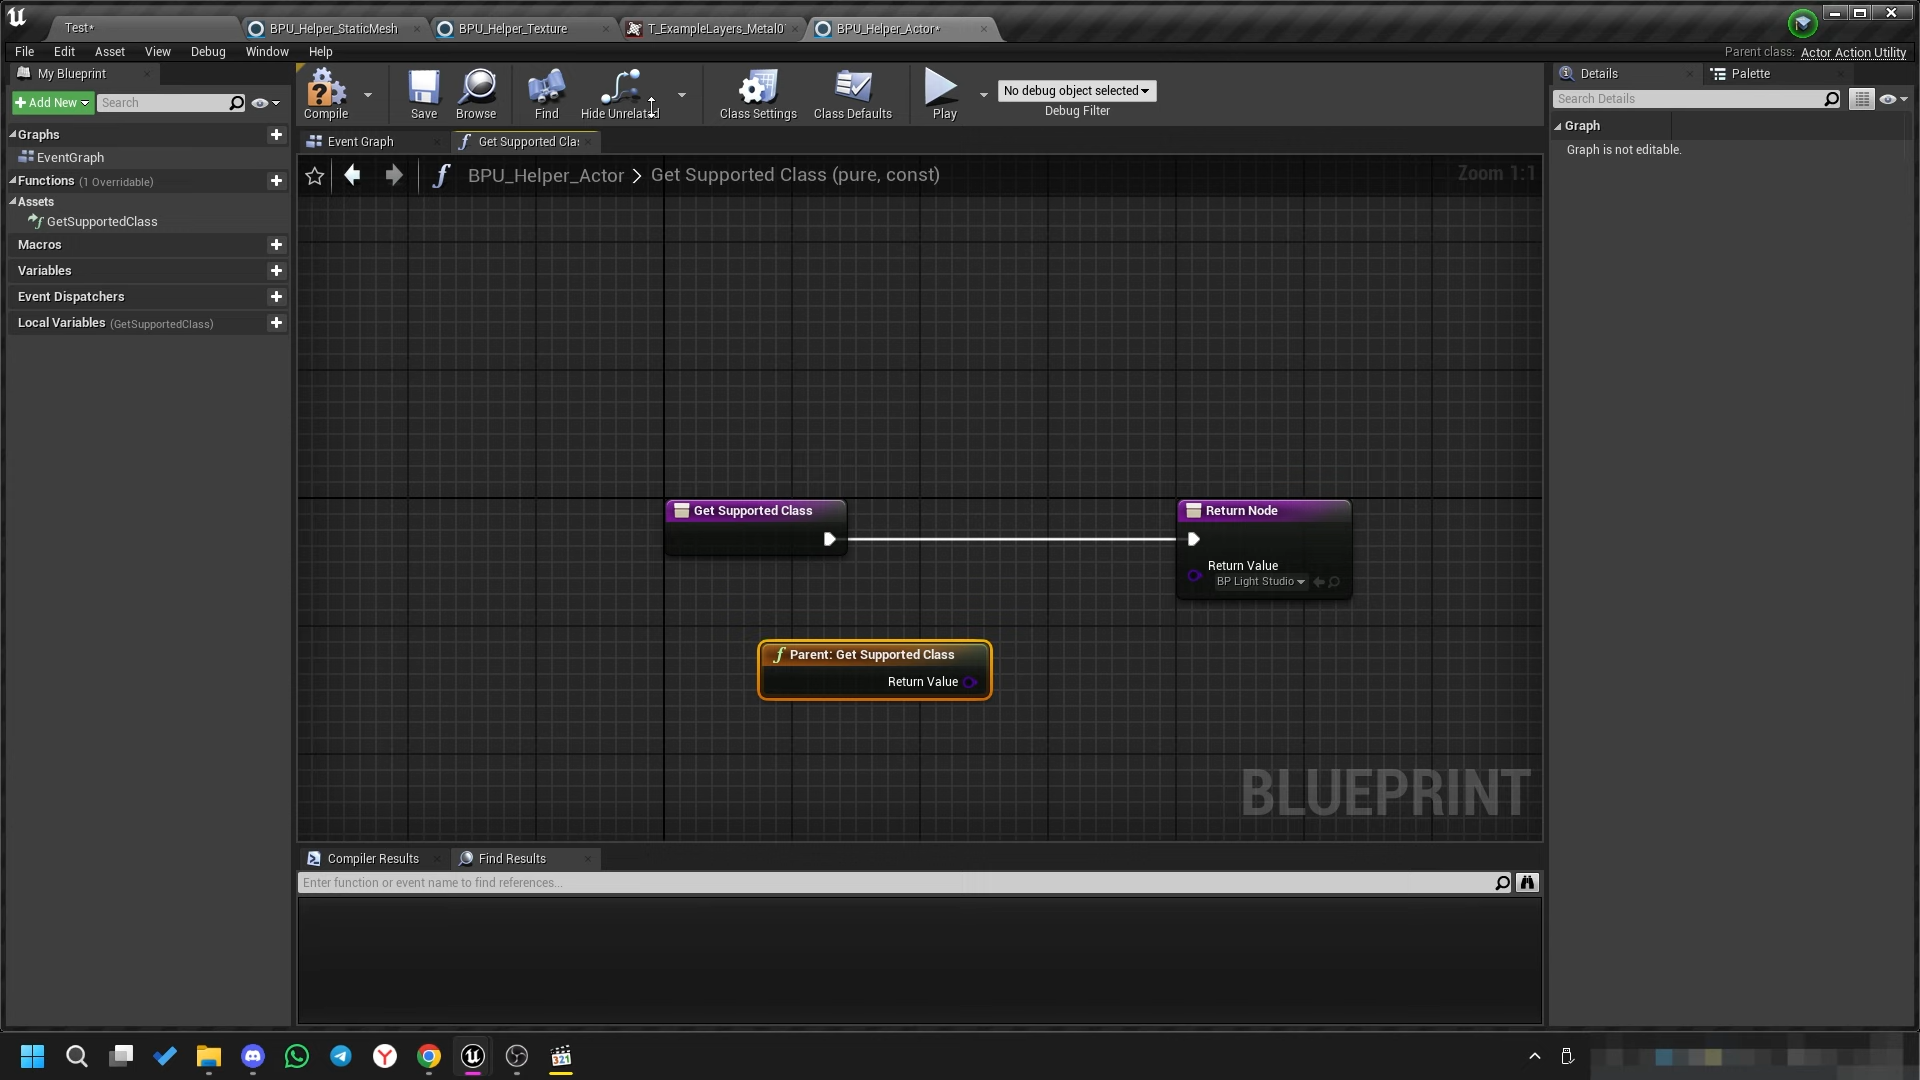 Test*
BPU_Helper_StaticMesh
BPU_Helper_Texture
T_ExampleLayers_Metal0
BPU_Helper_Actor*
File Edit Asset View Debug Window Help
Parent class: Actor Action Utility
My Blueprint
Add New
Search
Graphs
EventGraph
Functions (1 Overridable)
Assets
GetSupportedClass
Macros
Variables
Event Dispatchers
Local Variables (GetSupportedClass)
Compile
Save
Browse
Find
Hide Unrelated
Class Settings
Class Defaults
Play
No debug object selected
Debug Filter
Event Graph
Get Supported Clas
BPU_Helper_Actor > Get Supported Class (pure, const)
Zoom 1:1
Get Supported Class
Return Node
Return Value
BP Light Studio
Parent: Get Supported Class
Return Value
BLUEPRINT
Compiler Results
Find Results
Enter function or event name to find references...
Details
Palette
Search Details
Graph
Graph is not editable.
321